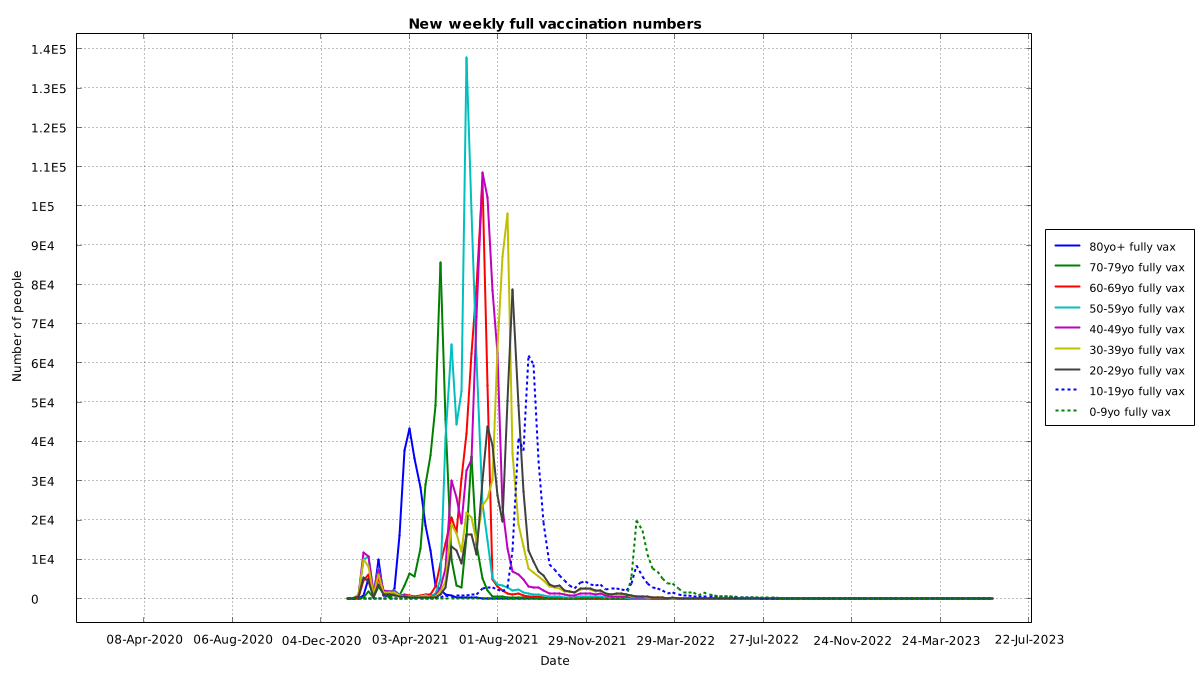 New weekly full vaccination numbers
1.4E5
1.3E5
1.2E5
1.1E5
1E5
9E4
8E4
7E4
6E4
5E4
4E4
3E4
2E4
1E4
0
Number of people
08-Apr-2020 06-Aug-2020 04-Dec-2020 03-Apr-2021 01-Aug-2021 29-Nov-2021 29-Mar-2022 27-Jul-2022 24-Nov-2022 24-Mar-2023 22-Jul-2023
Date
80yo+ fully vax
70-79yo fully vax
60-69yo fully vax
50-59yo fully vax
40-49yo fully vax
30-39yo fully vax
20-29yo fully vax
10-19yo fully vax
0-9yo fully vax